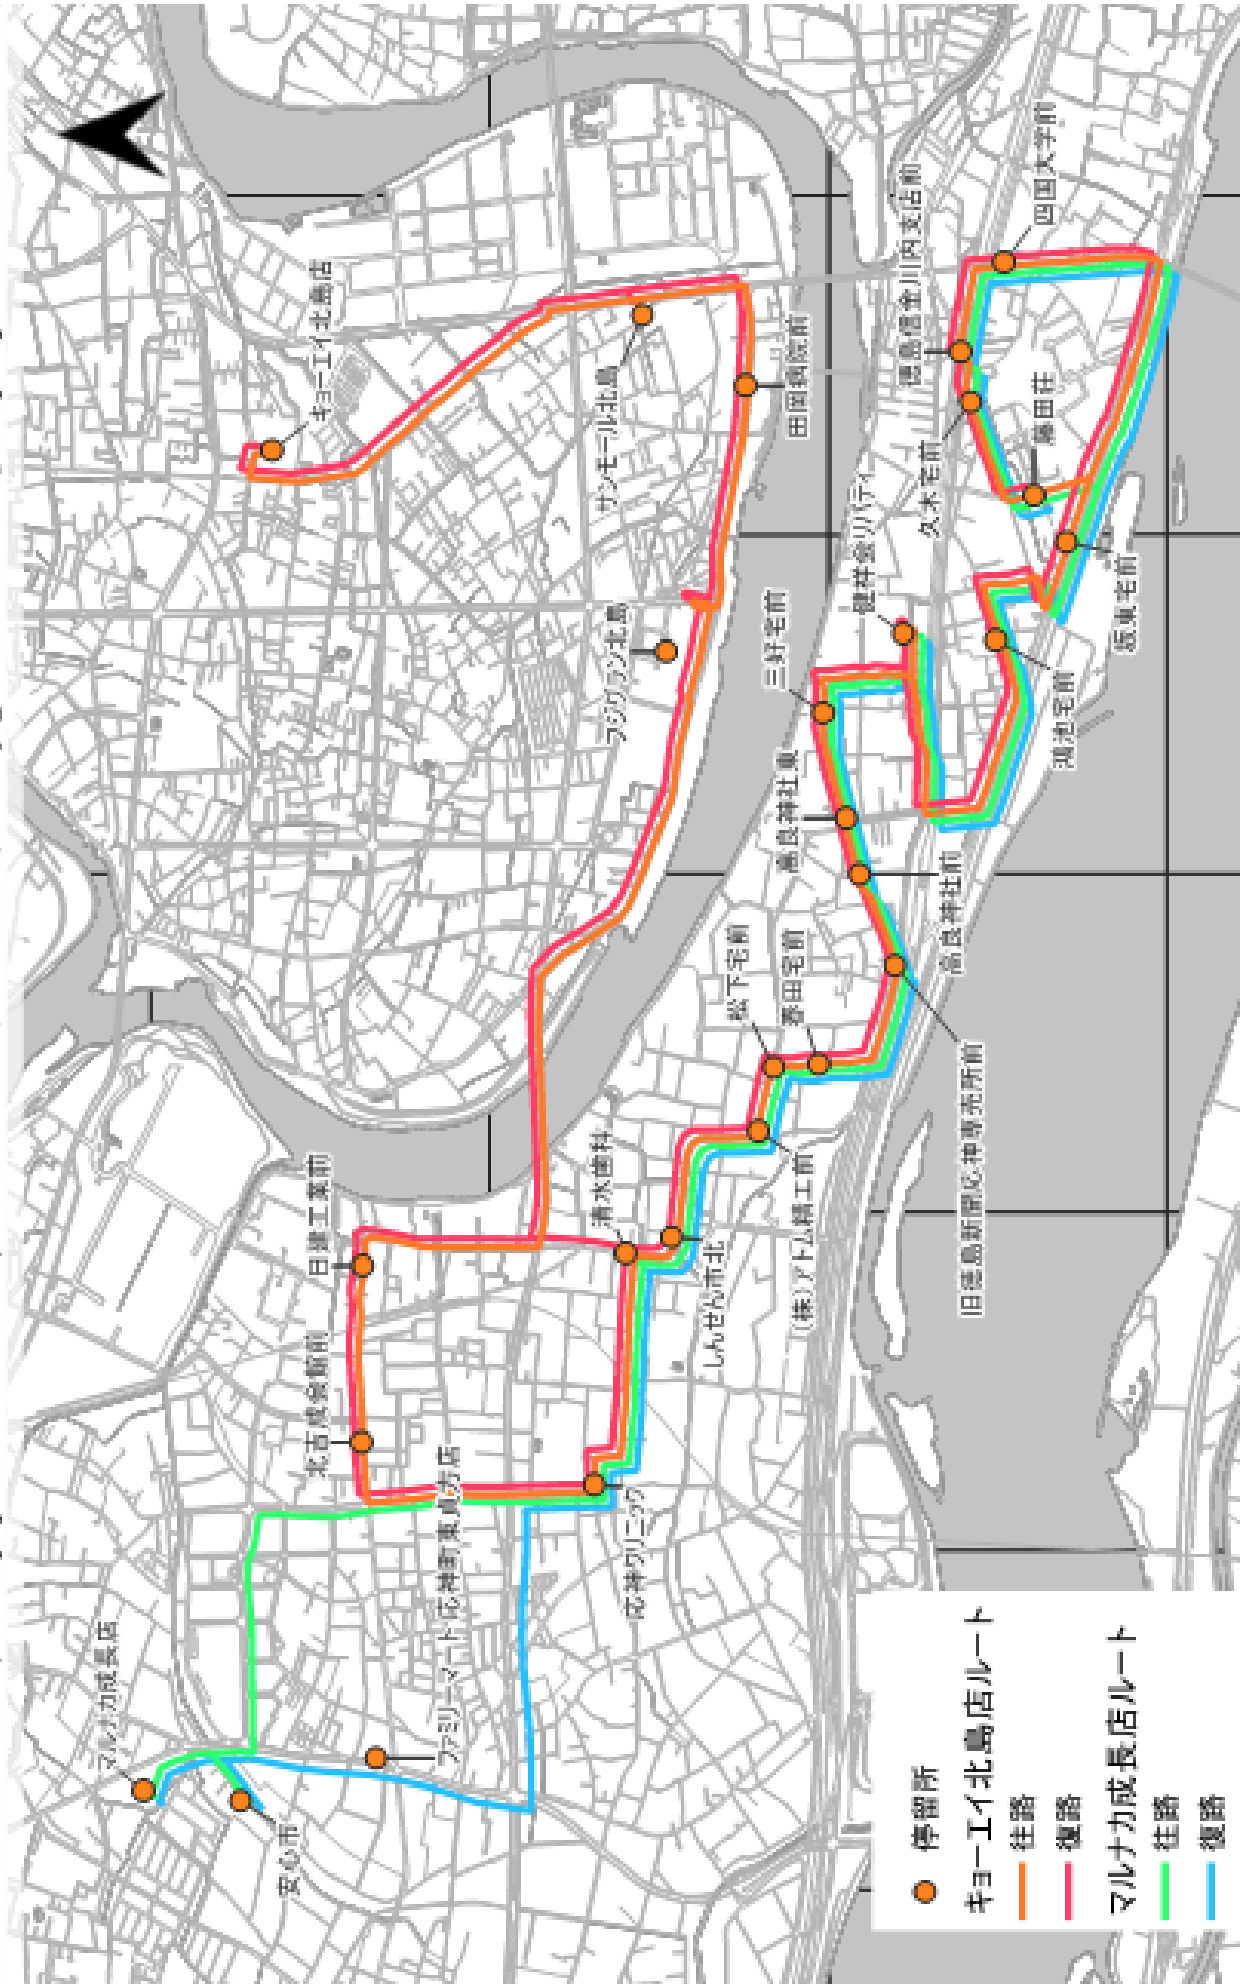 マルナカ成長店
安心市
ファミリーマート応神町東貞方店
北古成会館前
日建工業前
応神クリニック
清水歯科
しんせん市北
(株)アトム精工前
松下宅前
春田宅前
旧徳島新聞応神専売所前
高良神社前
高良神社東
三好宅前
健祥会リバティ
鴻池宅前
坂東宅前
藤田荘
久米宅前
徳島信金川内支店前
四国大学前
フジグラン北島
田岡病院前
サンモール北島
キョーエイ北島店
停留所
キョーエイ北島店ルート
往路
復路
マルナカ成長店ルート
往路
復路